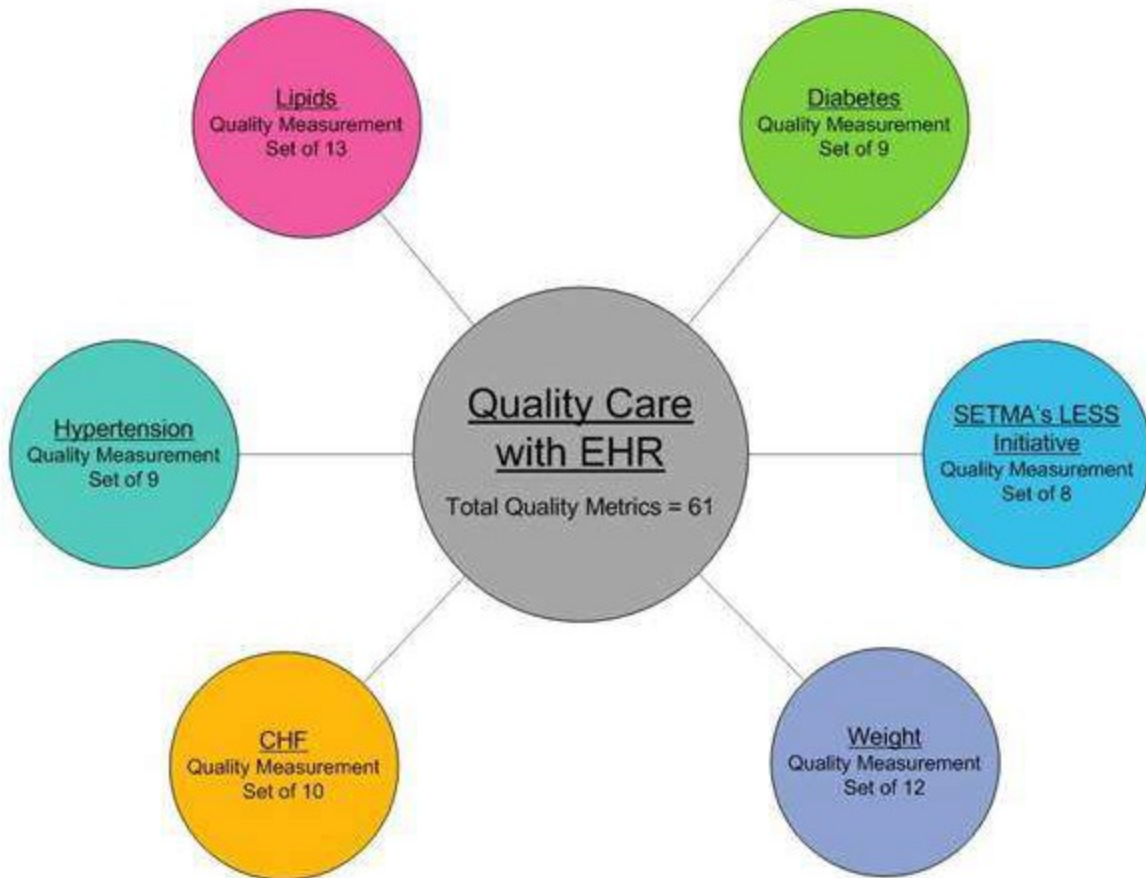 Lipids
Quality Measurement
Set of 13
Diabetes
Quality Measurement
Set of 9
Hypertension
Quality Measurement
Set of 9
Quality Care
with EHR
Total Quality Metrics = 61
SETMA's LESS
Initiative
Quality Measurement
Set of 8
CHF
Quality Measurement
Set of 10
Weight
Quality Measurement
Set of 12